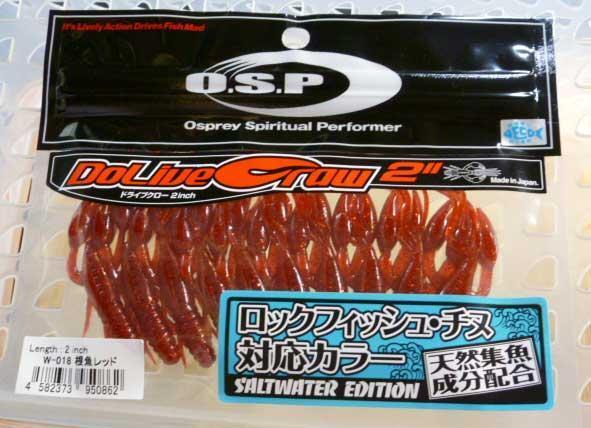 It's Lively Action Drives Fish Mad
O.S.P
Osprey Spiritual Performer
DoLiveCraw 2"
ドライブクロー 2inch
Made in Japan.
ロックフィッシュ・チヌ
対応カラー
SALTWATER EDITION
天然集魚
成分配合
Length : 2 inch
W-018 根魚レッド
4 582373 950862